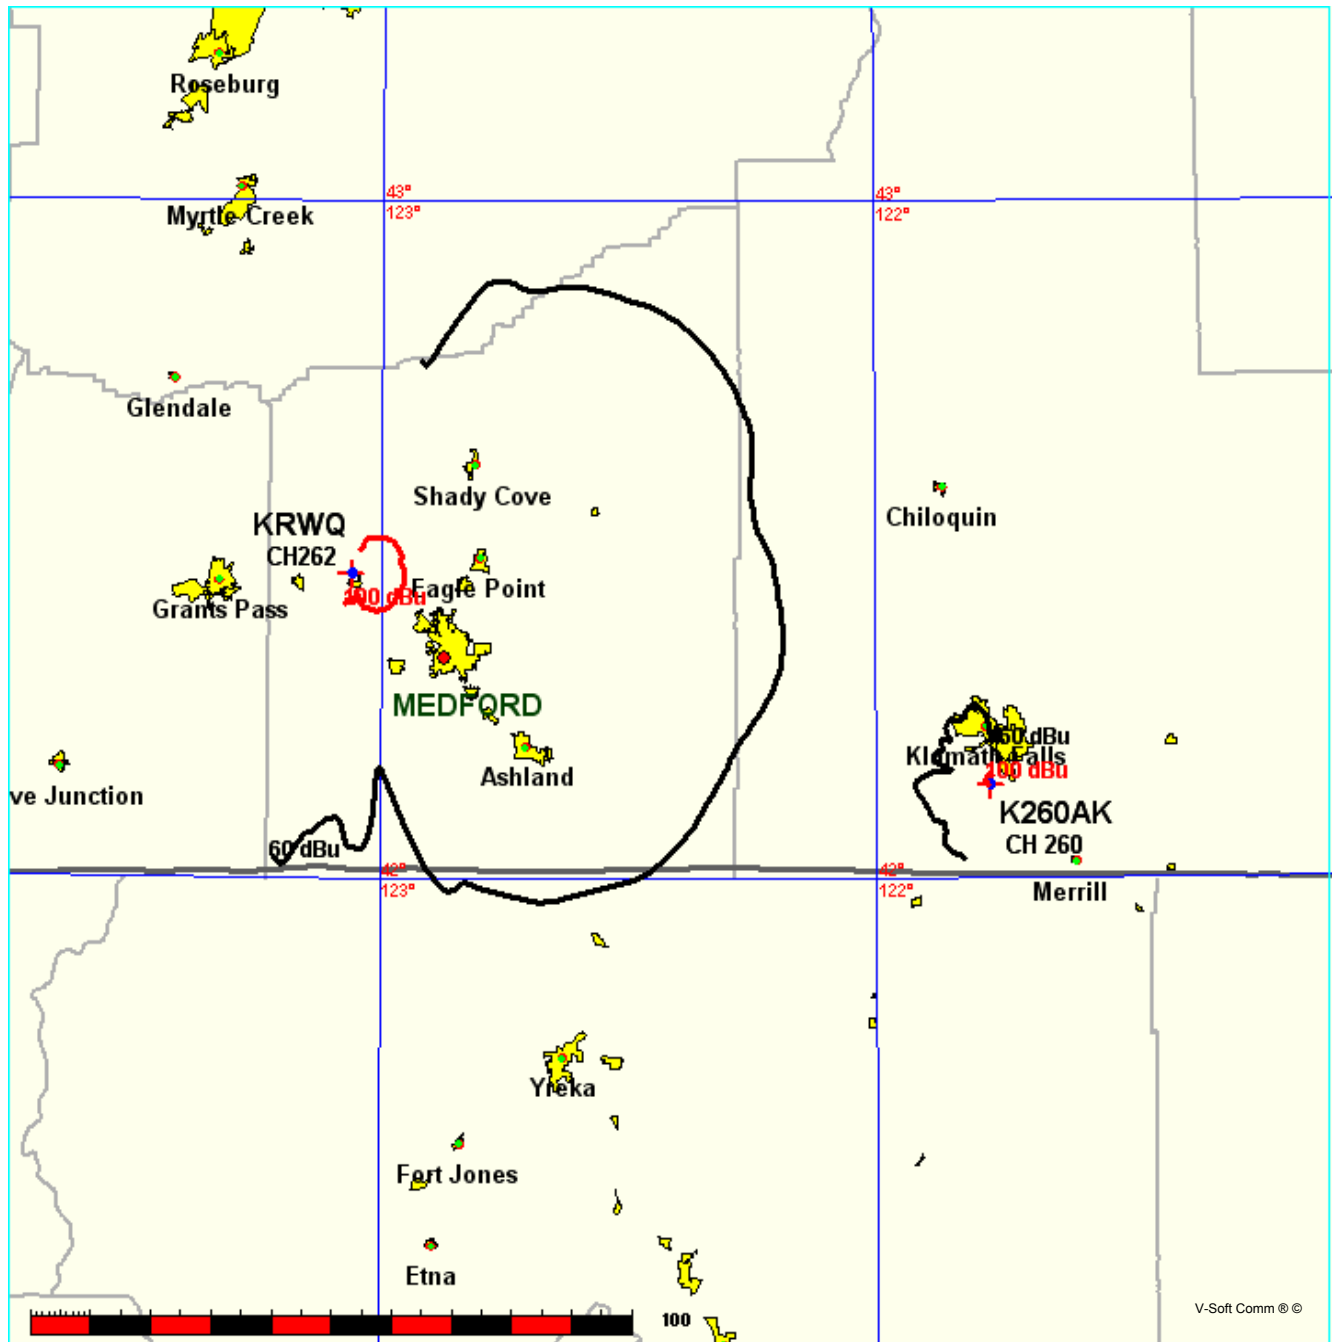 Roseburg
43°
123°
43°
122°
Myrtle Creek
Glendale
Shady Cove
Chiloquin
KRWQ
CH262
Eagle Point
100 dBu
Grants Pass
MEDFORD
60 dBu
Klamath Falls
100 dBu
Ashland
ve Junction
K260AK
CH 260
60 dBu
42°
123°
42°
122°
Merrill
Yreka
Fort Jones
Etna
100
V-Soft Comm ® ©